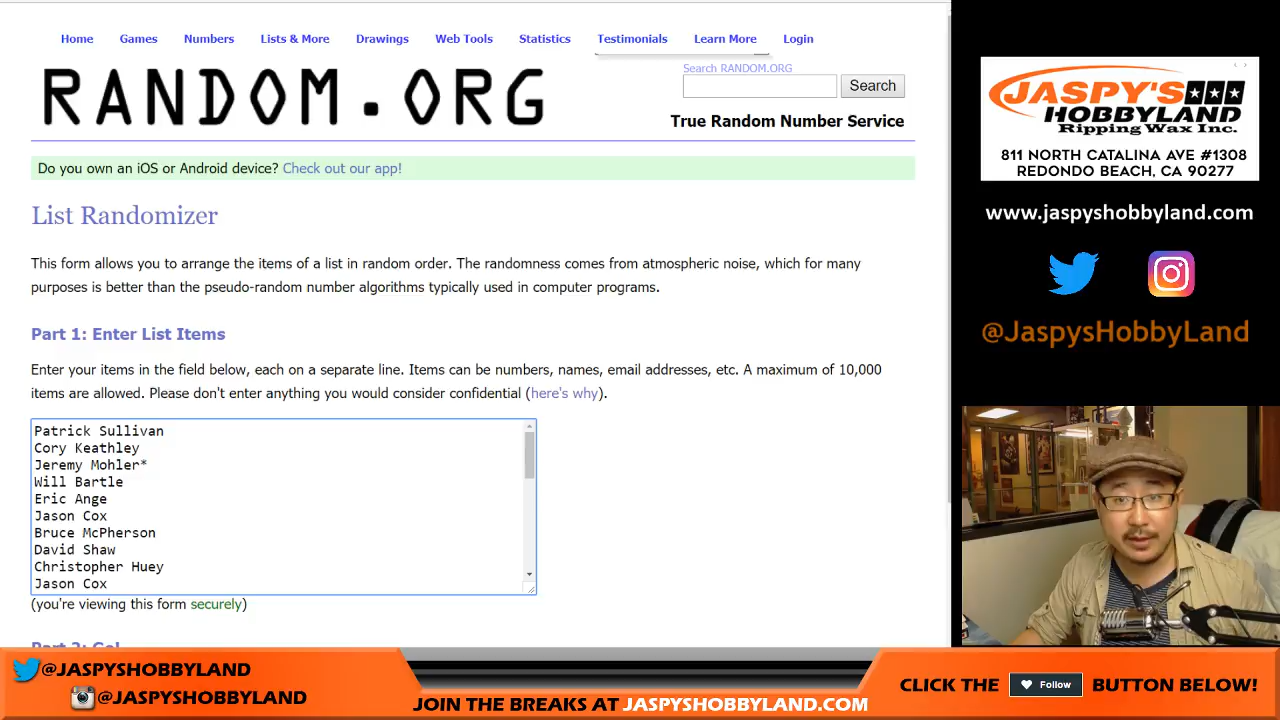 Home Games Numbers Lists & More Drawings Web Tools Statistics Testimonials Learn More Login
RANDOM.ORG
Search RANDOM.ORG
Search
True Random Number Service
Do you own an iOS or Android device? Check out our app!
List Randomizer
This form allows you to arrange the items of a list in random order. The randomness comes from atmospheric noise, which for many
purposes is better than the pseudo-random number algorithms typically used in computer programs.
Part 1: Enter List Items
Enter your items in the field below, each on a separate line. Items can be numbers, names, email addresses, etc. A maximum of 10,000
items are allowed. Please don't enter anything you would consider confidential (here's why).
Patrick Sullivan
Cory Keathley
Jeremy Mohler*
Will Bartle
Eric Ange
Jason Cox
Bruce McPherson
David Shaw
Christopher Huey
Jason Cox
(you're viewing this form securely)
Part 2: Go!
JASPY'S
HOBBYLAND
Ripping Wax Inc.
811 NORTH CATALINA AVE #1308
REDONDO BEACH, CA 90277
www.jaspyshobbyland.com
@JaspysHobbyLand
@JASPYSHOBBYLAND
@JASPYSHOBBYLAND
JOIN THE BREAKS AT JASPYSHOBBYLAND.COM
CLICK THE Follow BUTTON BELOW!